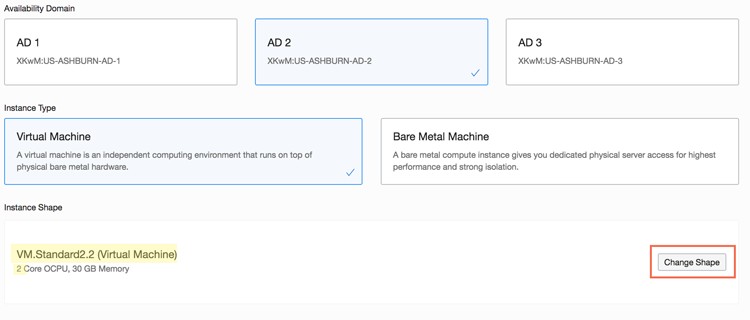 Availability Domain
AD 1
XKwM:US-ASHBURN-AD-1
AD 2
XKwM:US-ASHBURN-AD-2
AD 3
XKwM:US-ASHBURN-AD-3
Instance Type
Virtual Machine
A virtual machine is an independent computing environment that runs on top of
physical bare metal hardware.
Bare Metal Machine
A bare metal compute instance gives you dedicated physical server access for highest
performance and strong isolation.
Instance Shape
VM.Standard2.2 (Virtual Machine)
2 Core OCPU, 30 GB Memory
Change Shape